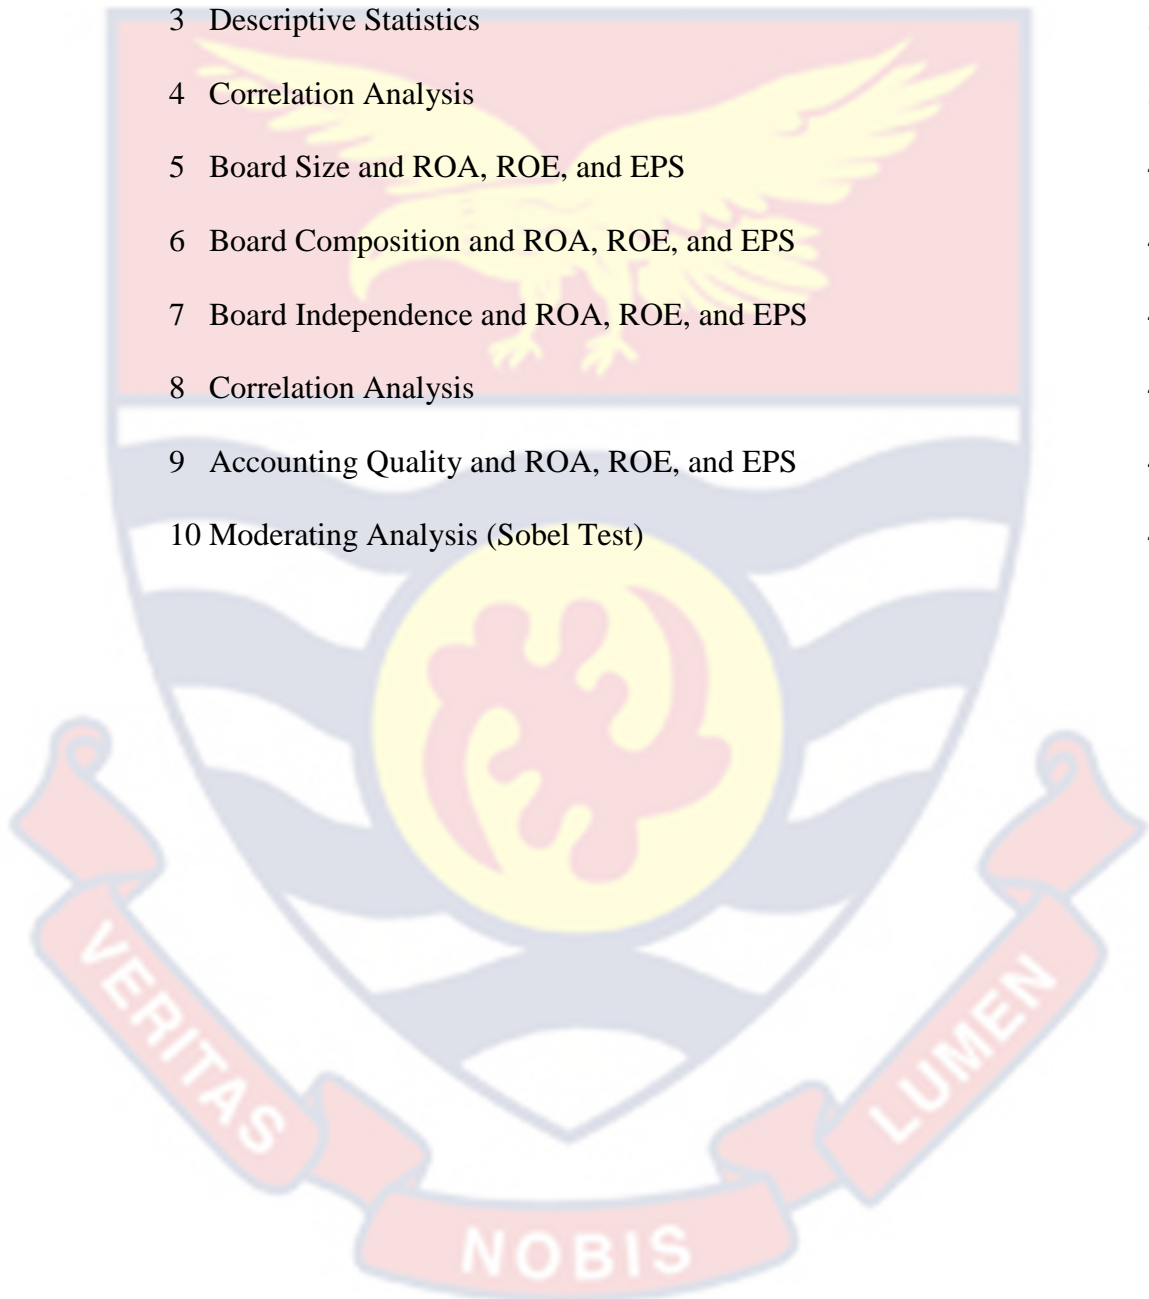 3 Descriptive Statistics
4 Correlation Analysis
5 Board Size and ROA, ROE, and EPS
6 Board Composition and ROA, ROE, and EPS
7 Board Independence and ROA, ROE, and EPS
8 Correlation Analysis
9 Accounting Quality and ROA, ROE, and EPS
10 Moderating Analysis (Sobel Test)
VERITAS
NOBIS
LUMEN